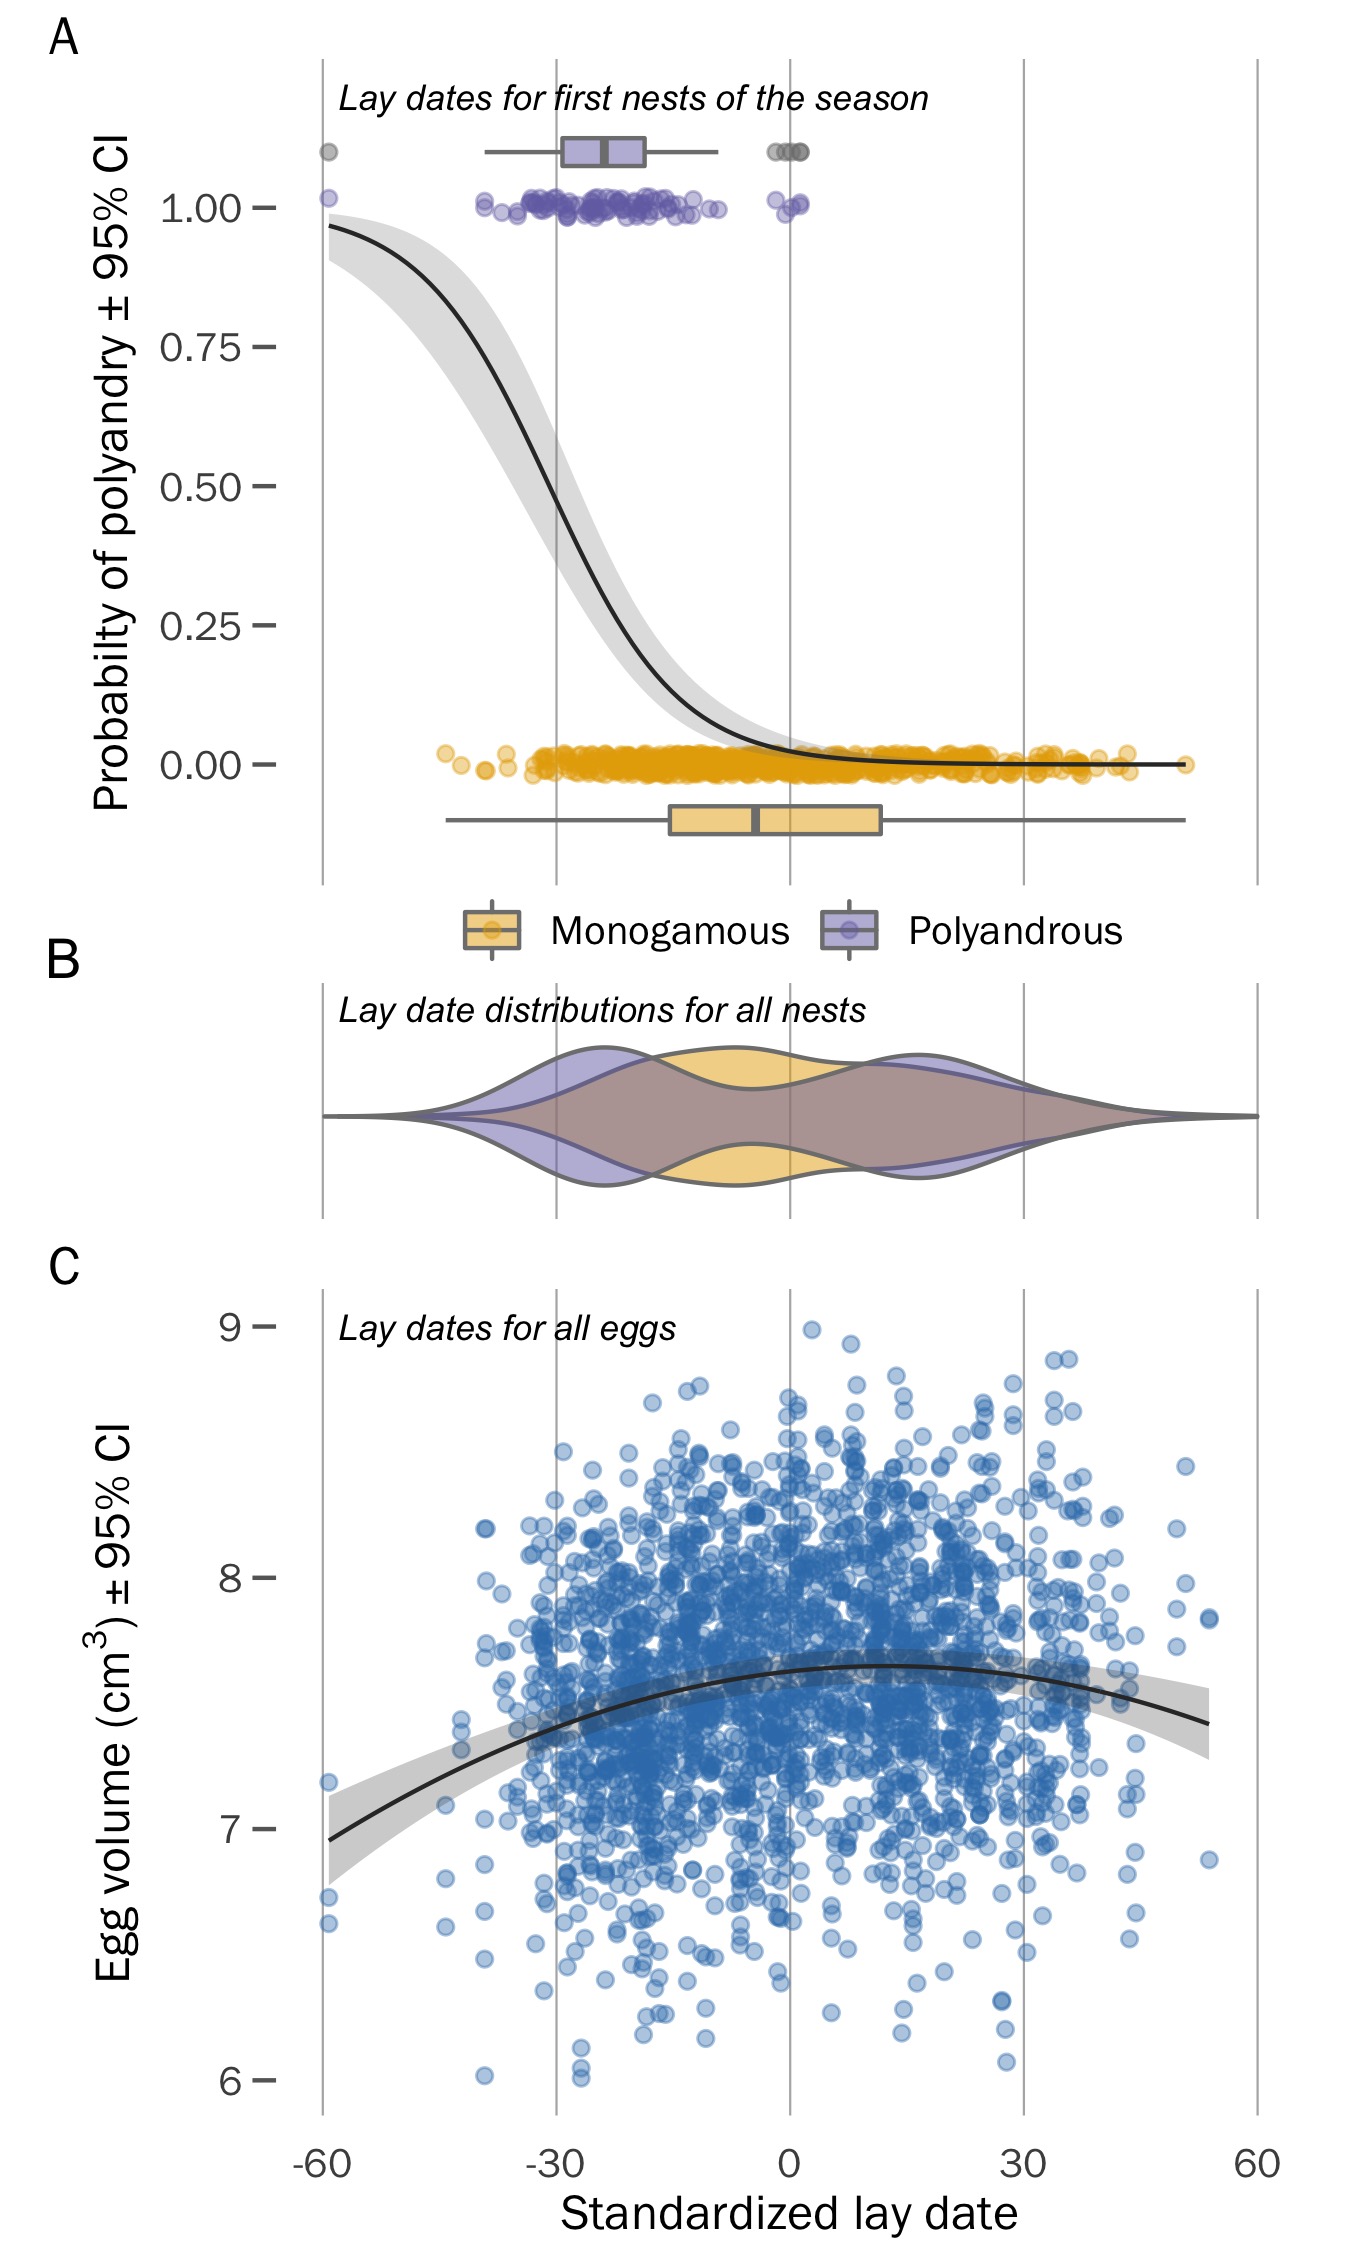 A
Lay dates for first nests of the season
Probabilty of polyandry ± 95% CI
1.00
0.75
0.50
0.25
0.00
Monogamous
Polyandrous
B
Lay date distributions for all nests
C
Lay dates for all eggs
Egg volume (cm³) ± 95% CI
9
8
7
6
-60 -30 0 30 60
Standardized lay date